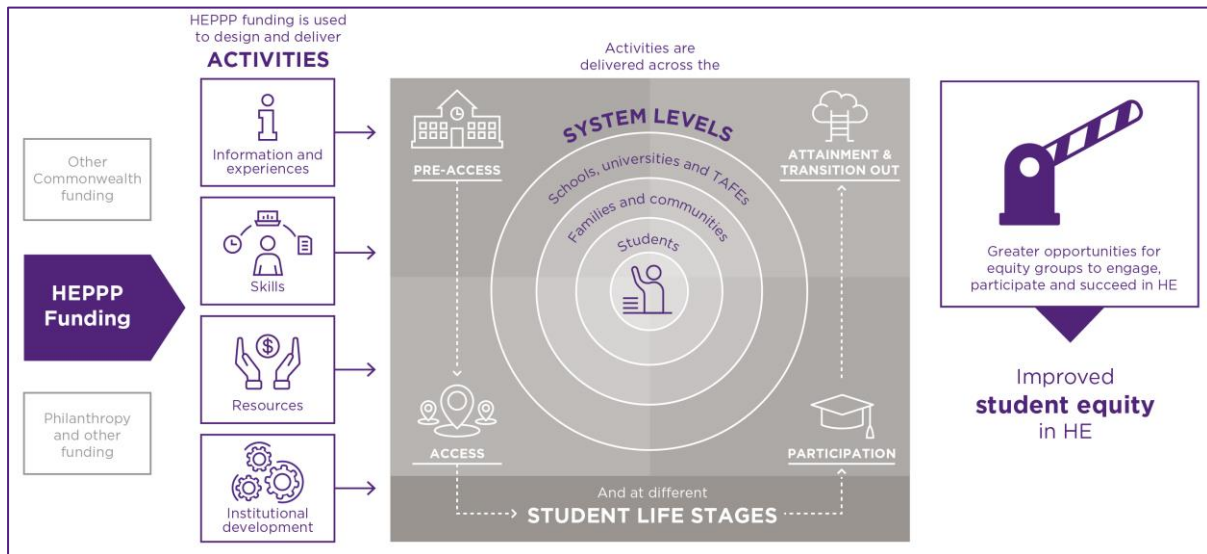 HEPPP funding is used
to design and deliver
ACTIVITIES
Other
Commonwealth
funding
HEPPP
Funding
Philanthropy
and other
funding
Information and
experiences
Skills
Resources
Institutional
development
Activities are
delivered across the
SYSTEM LEVELS
Schools, universities and TAFEs
Families and communities
Students
PRE-ACCESS
ACCESS
And at different
STUDENT LIFE STAGES
PARTICIPATION
ATTAINMENT &
TRANSITION OUT
Greater opportunities for
equity groups to engage,
participate and succeed in HE
Improved
student equity
in HE